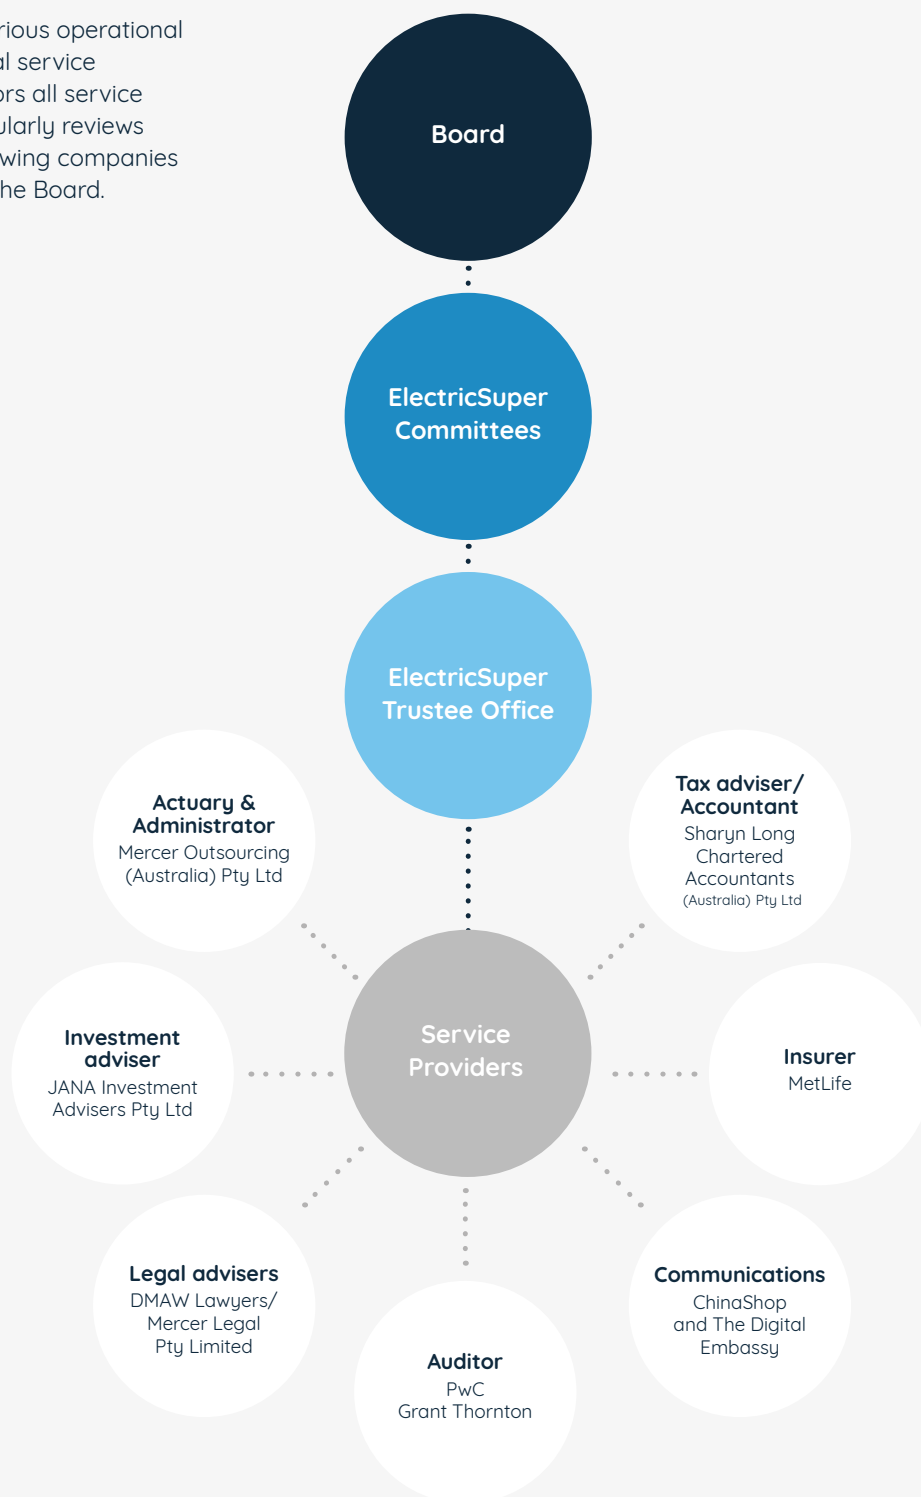 rious operational
al service
ors all service
ularly reviews
wing companies
he Board.
Board
ElectricSuper
Committees
ElectricSuper
Trustee Office
Actuary &
Administrator
Mercer Outsourcing
(Australia) Pty Ltd
Tax adviser/
Accountant
Sharyn Long
Chartered
Accountants
(Australia) Pty Ltd
Service
Providers
Investment
adviser
JANA Investment
Advisers Pty Ltd
Insurer
MetLife
Legal advisers
DMAW Lawyers/
Mercer Legal
Pty Limited
Auditor
PwC
Grant Thornton
Communications
ChinaShop
and The Digital
Embassy